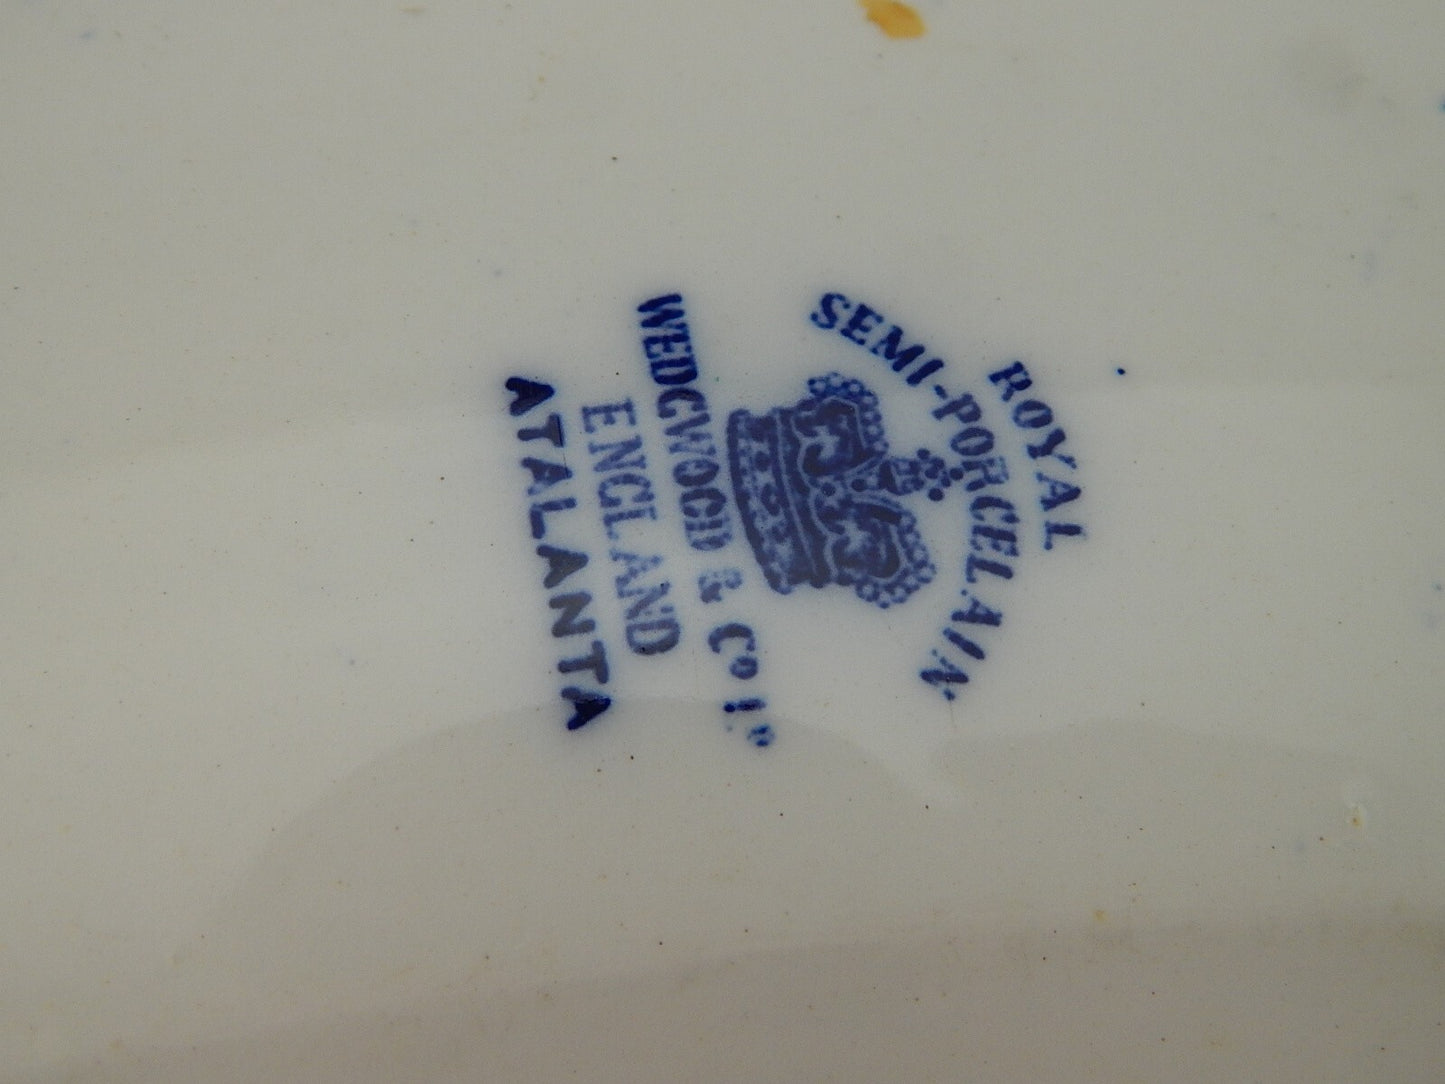 ROYAL
SEMI-PORCELAIN
WEDGWOOD & Co LD
ENGLAND
ATALANTA